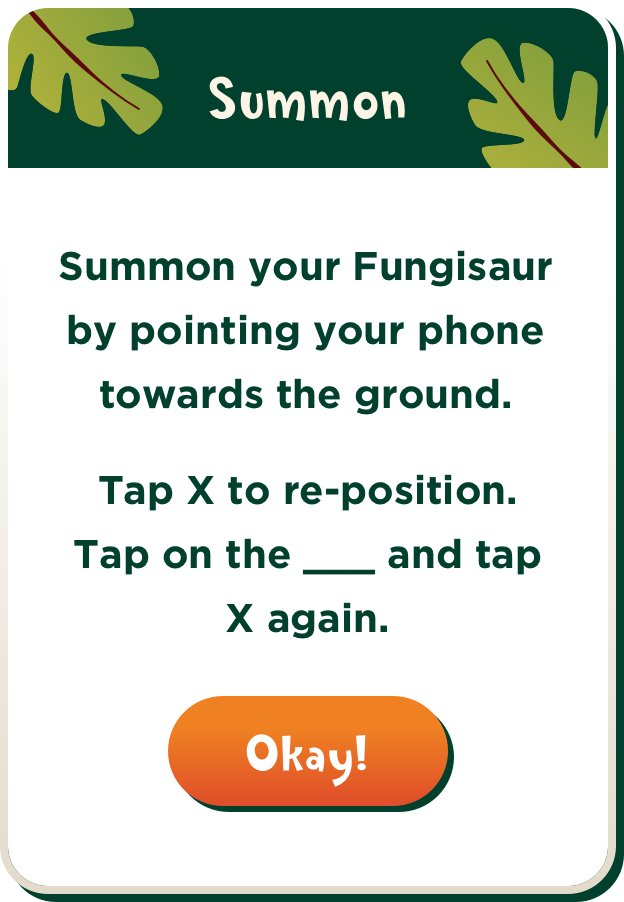 Summon
Summon your Fungisaur
by pointing your phone
towards the ground.
Tap X to re-position.
Tap on the ___ and tap
X again.
Okay!